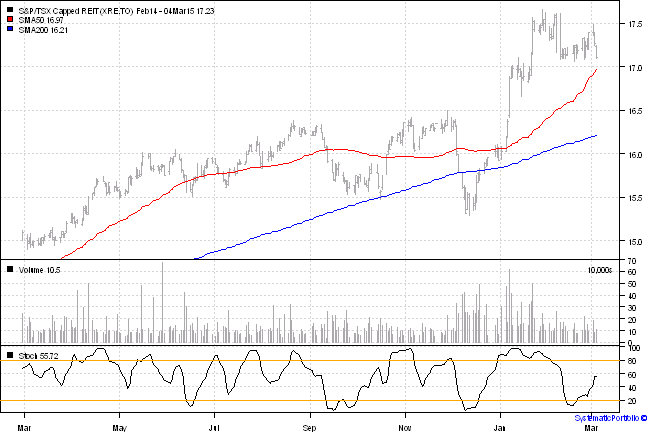 S&P/TSX Capped REIT (XRE.TO) Feb14 - 04Mar15 17.23
SMA50 16.97
SMA200 16.21
17.5
17.0
16.5
16.0
15.5
15.0
70
Volume 10.5
10,000s
60
50
40
30
20
10
0
100
Stoch 55.72
80
60
40
20
Mar May Jul Sep Nov Jan Mar
SystematicPortfolio ©